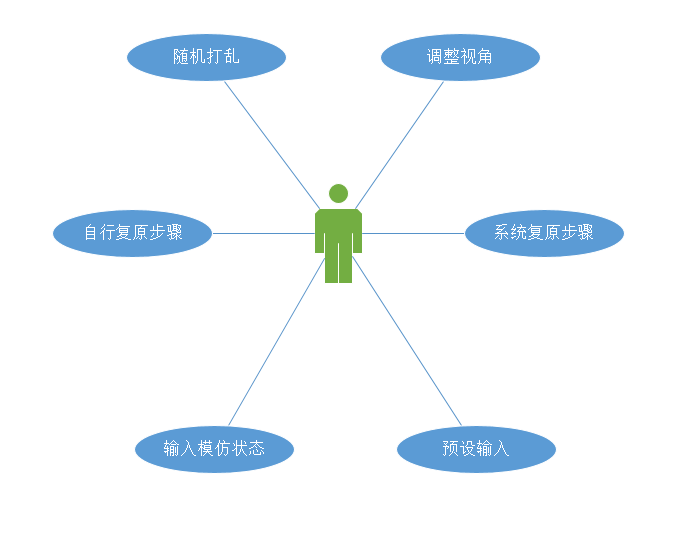 随机打乱
调整视角
自行复原步骤
系统复原步骤
输入模仿状态
预设输入